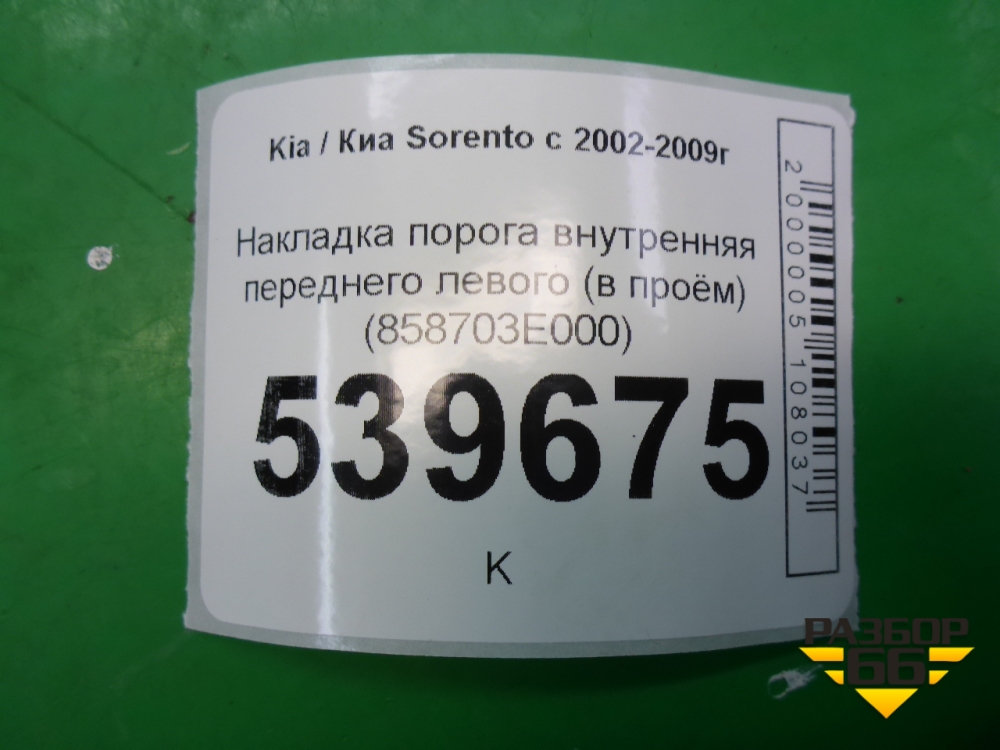 Kia / Киа Sorento с 2002-2009г
Накладка порога внутренняя
переднего левого (в проём)
(858703E000)
539675
К
2000005108037
РАЗБОР
66